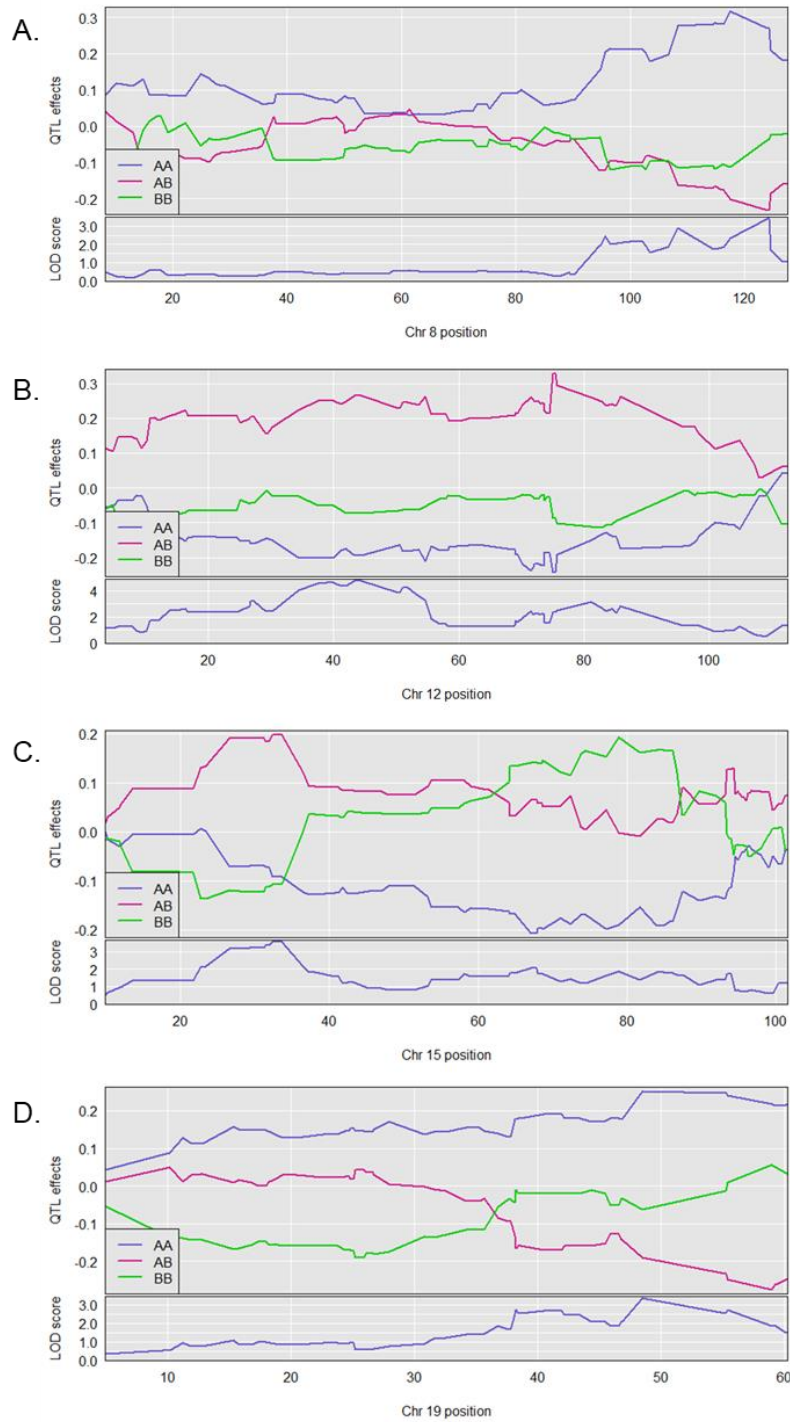 A.
0.3
0.2
0.1
0.0
-0.1
-0.2
QTL effects
AA
AB
BB
3.0
2.0
1.0
0.0
LOD score
20 40 60 80 100 120
Chr 8 position
B.
0.3
0.2
0.1
0.0
-0.1
-0.2
QTL effects
AA
AB
BB
4
2
0
LOD score
20 40 60 80 100
Chr 12 position
C.
0.2
0.1
0.0
-0.1
-0.2
QTL effects
AA
AB
BB
3
2
1
0
LOD score
20 40 60 80 100
Chr 15 position
D.
0.2
0.1
0.0
-0.1
-0.2
QTL effects
AA
AB
BB
3.0
2.0
1.0
0.0
LOD score
10 20 30 40 50 60
Chr 19 position